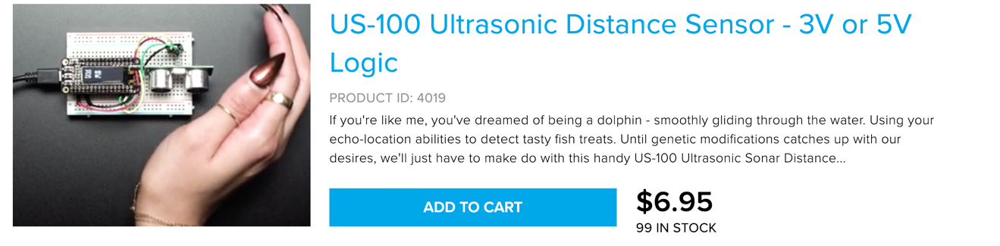 US-100 Ultrasonic Distance Sensor - 3V or 5V
Logic
PRODUCT ID: 4019
If you're like me, you've dreamed of being a dolphin - smoothly gliding through the water. Using your
echo-location abilities to detect tasty fish treats. Until genetic modifications catches up with our
desires, we'll just have to make do with this handy US-100 Ultrasonic Sonar Distance...
ADD TO CART
$6.95
99 IN STOCK